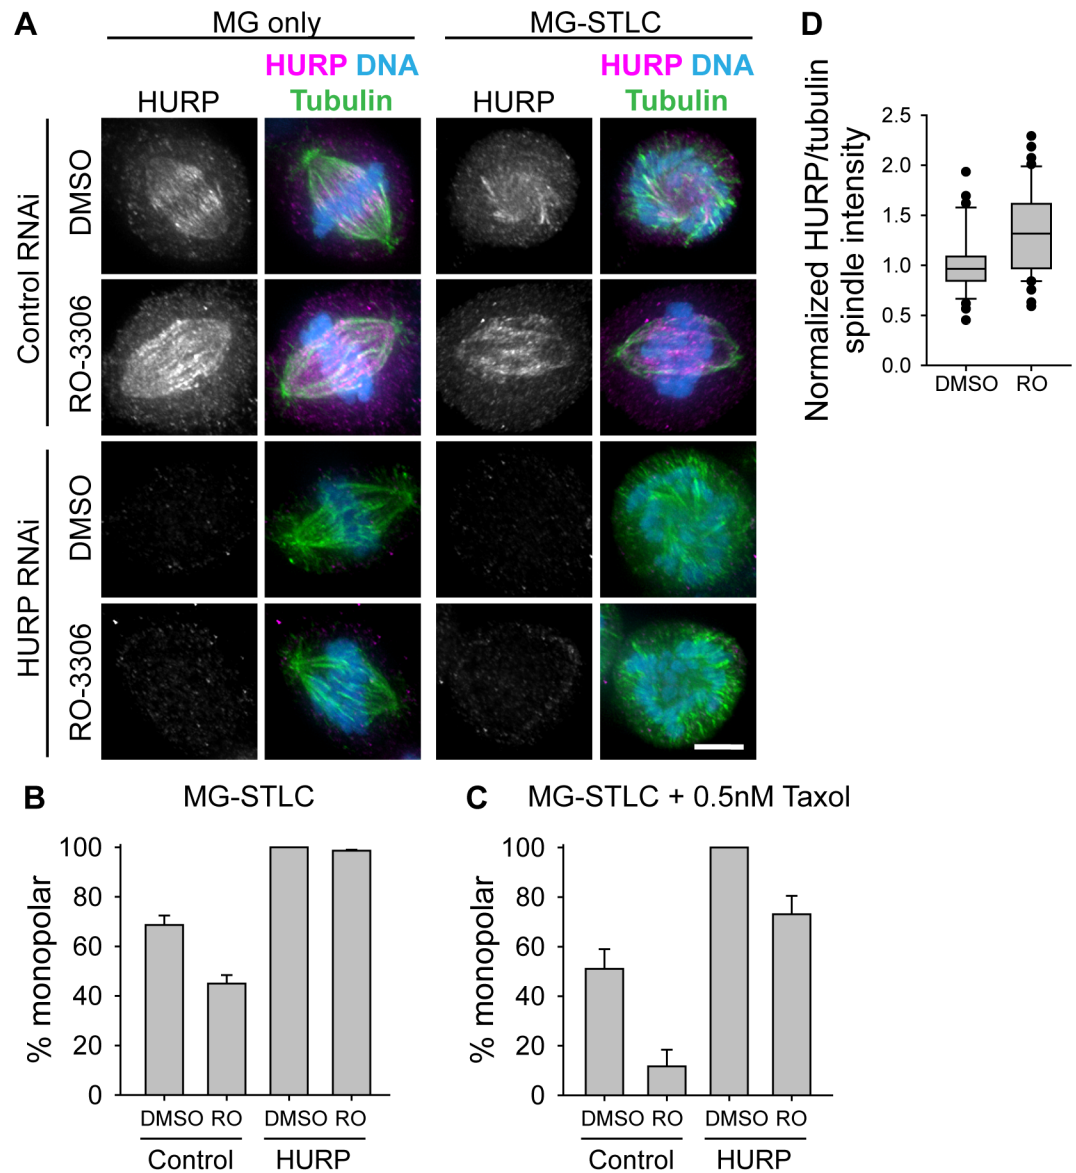 A
MG only
MG-STLC
HURP DNA
HURP DNA
HURP
Tubulin
HURP
Tubulin
Control RNAi
DMSO
RO-3306
HURP RNAi
DMSO
RO-3306
D
Normalized HURP/tubulin
spindle intensity
2.5
2.0
1.5
1.0
0.5
0.0
DMSO
RO
B
MG-STLC
% monopolar
100
80
60
40
20
0
DMSO RO
DMSO RO
Control
HURP
C
MG-STLC + 0.5nM Taxol
% monopolar
100
80
60
40
20
0
DMSO RO
DMSO RO
Control
HURP